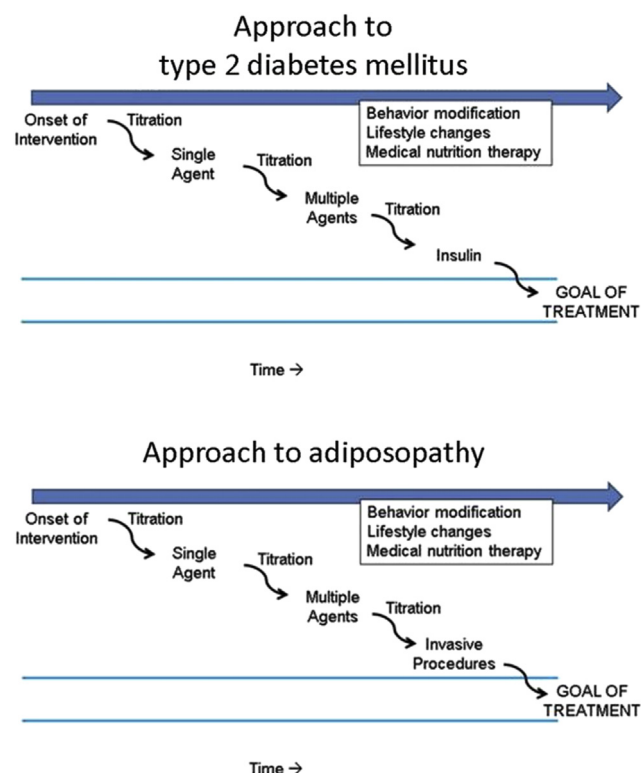 Approach to
type 2 diabetes mellitus
Onset of
Intervention
Titration
Behavior modification
Lifestyle changes
Medical nutrition therapy
Single
Agent
Titration
Multiple
Agents
Titration
Insulin
GOAL OF
TREATMENT
Time →
Approach to adiposopathy
Onset of
Intervention
Titration
Behavior modification
Lifestyle changes
Medical nutrition therapy
Single
Agent
Titration
Multiple
Agents
Titration
Invasive
Procedures
GOAL OF
TREATMENT
Time →